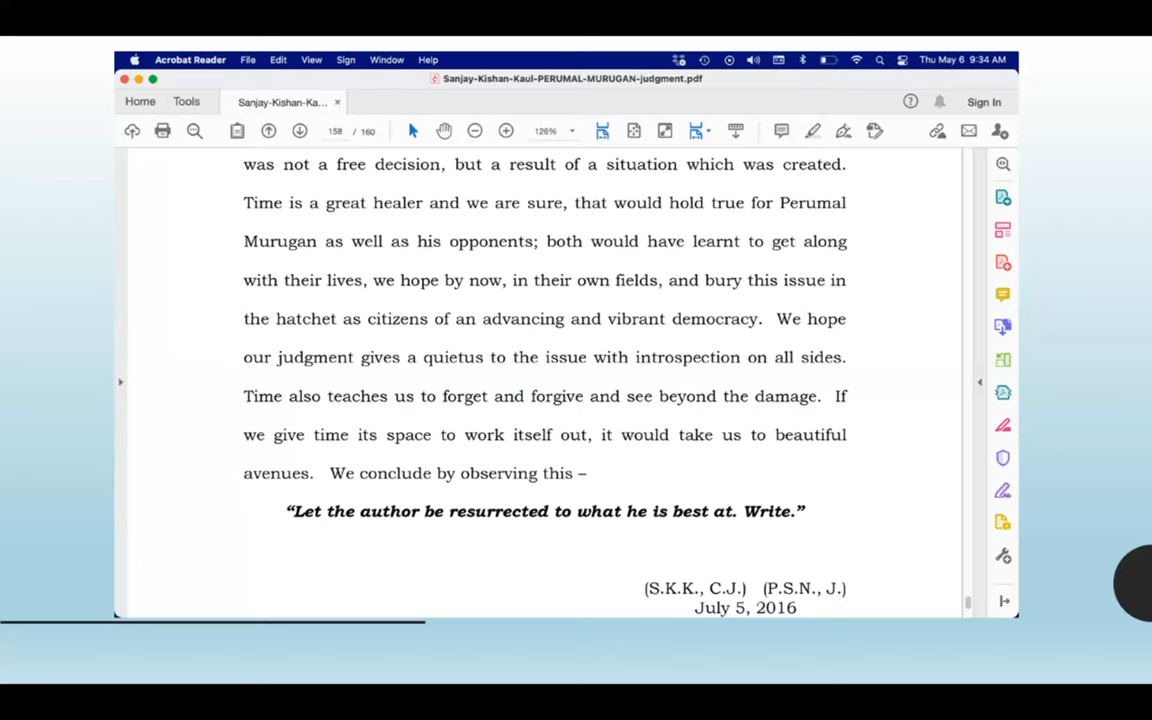 Acrobat Reader File Edit View Sign Window Help Thu May 6 9:34 AM
Sanjay-Kishan-Kaul-PERUMAL-MURUGAN-judgment.pdf
Home Tools Sanjay-Kishan-Ka... × Sign In
158 / 160 126%
was not a free decision, but a result of a situation which was created.
Time is a great healer and we are sure, that would hold true for Perumal
Murugan as well as his opponents; both would have learnt to get along
with their lives, we hope by now, in their own fields, and bury this issue in
the hatchet as citizens of an advancing and vibrant democracy. We hope
our judgment gives a quietus to the issue with introspection on all sides.
Time also teaches us to forget and forgive and see beyond the damage. If
we give time its space to work itself out, it would take us to beautiful
avenues. We conclude by observing this –
“Let the author be resurrected to what he is best at. Write.”
(S.K.K., C.J.) (P.S.N., J.)
July 5, 2016